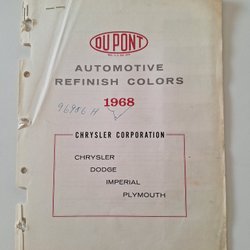 DU PONT
AUTOMOTIVE
REFINISH COLORS
1968
96986 H
CHRYSLER CORPORATION
CHRYSLER
DODGE
IMPERIAL
PLYMOUTH